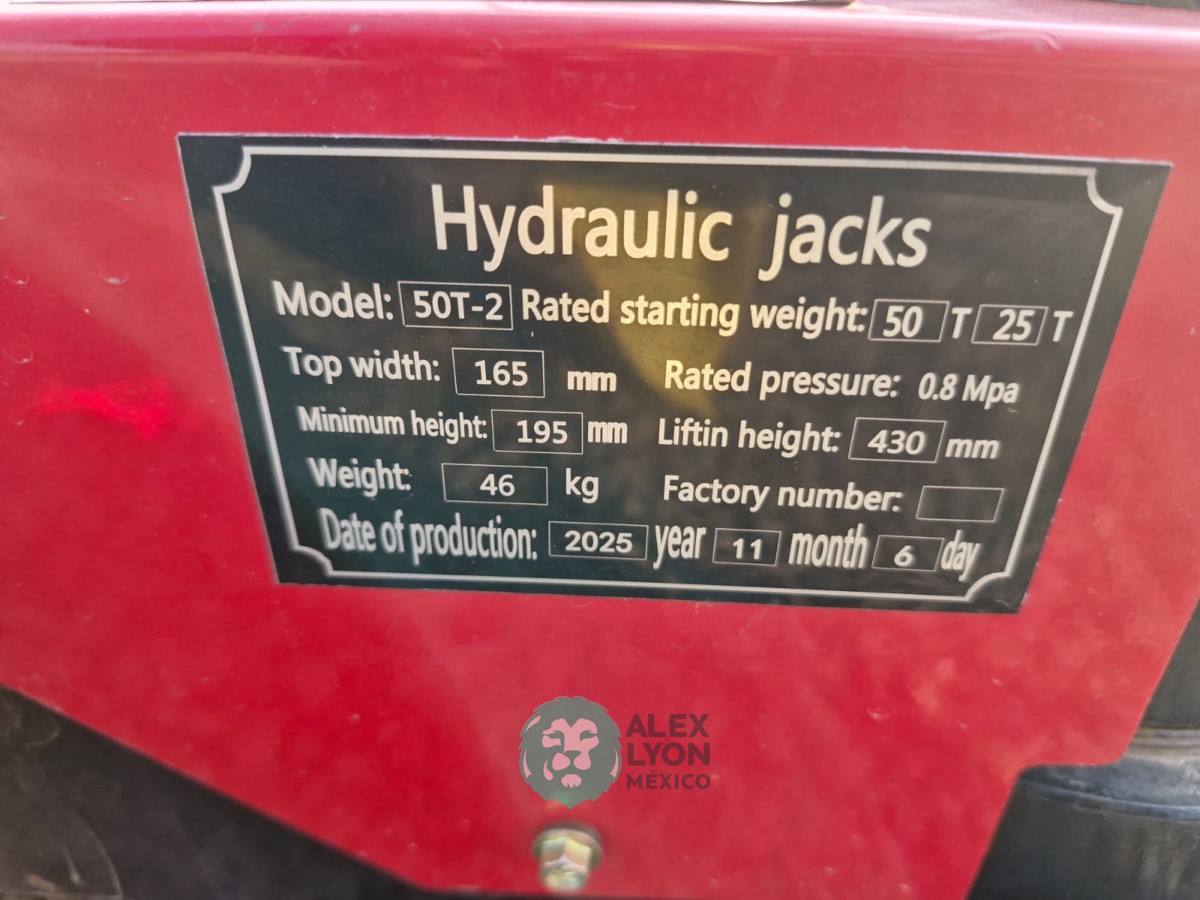 Hydraulic jacks
Model: 50T-2 Rated starting weight: 50 T 25 T
Top width: 165 mm Rated pressure: 0.8 Mpa
Minimum height: 195 mm Liftin height: 430 mm
Weight: 46 kg Factory number:
Date of production: 2025 year 11 month 6 day
ALEX
LYON
MÉXICO